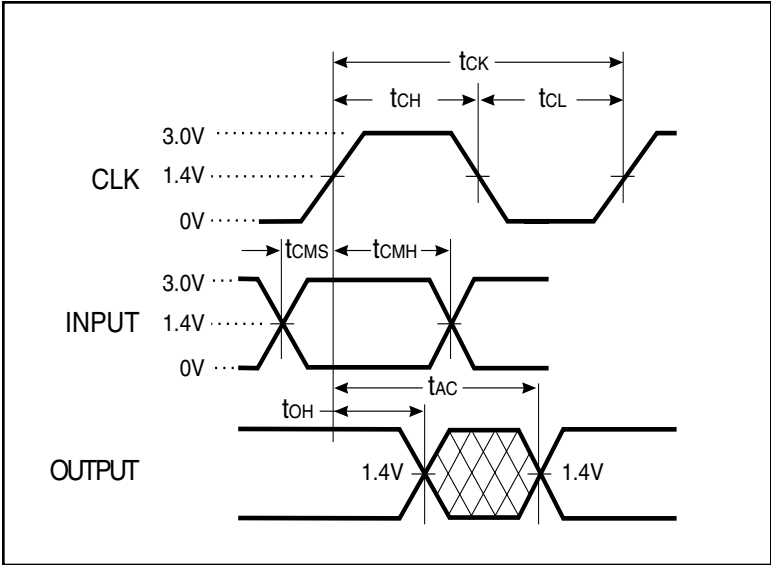 tCK
tCH tCL
3.0V
CLK 1.4V
0V
tCMS tCMH
3.0V
INPUT 1.4V
0V
tAC
tOH
OUTPUT 1.4V 1.4V